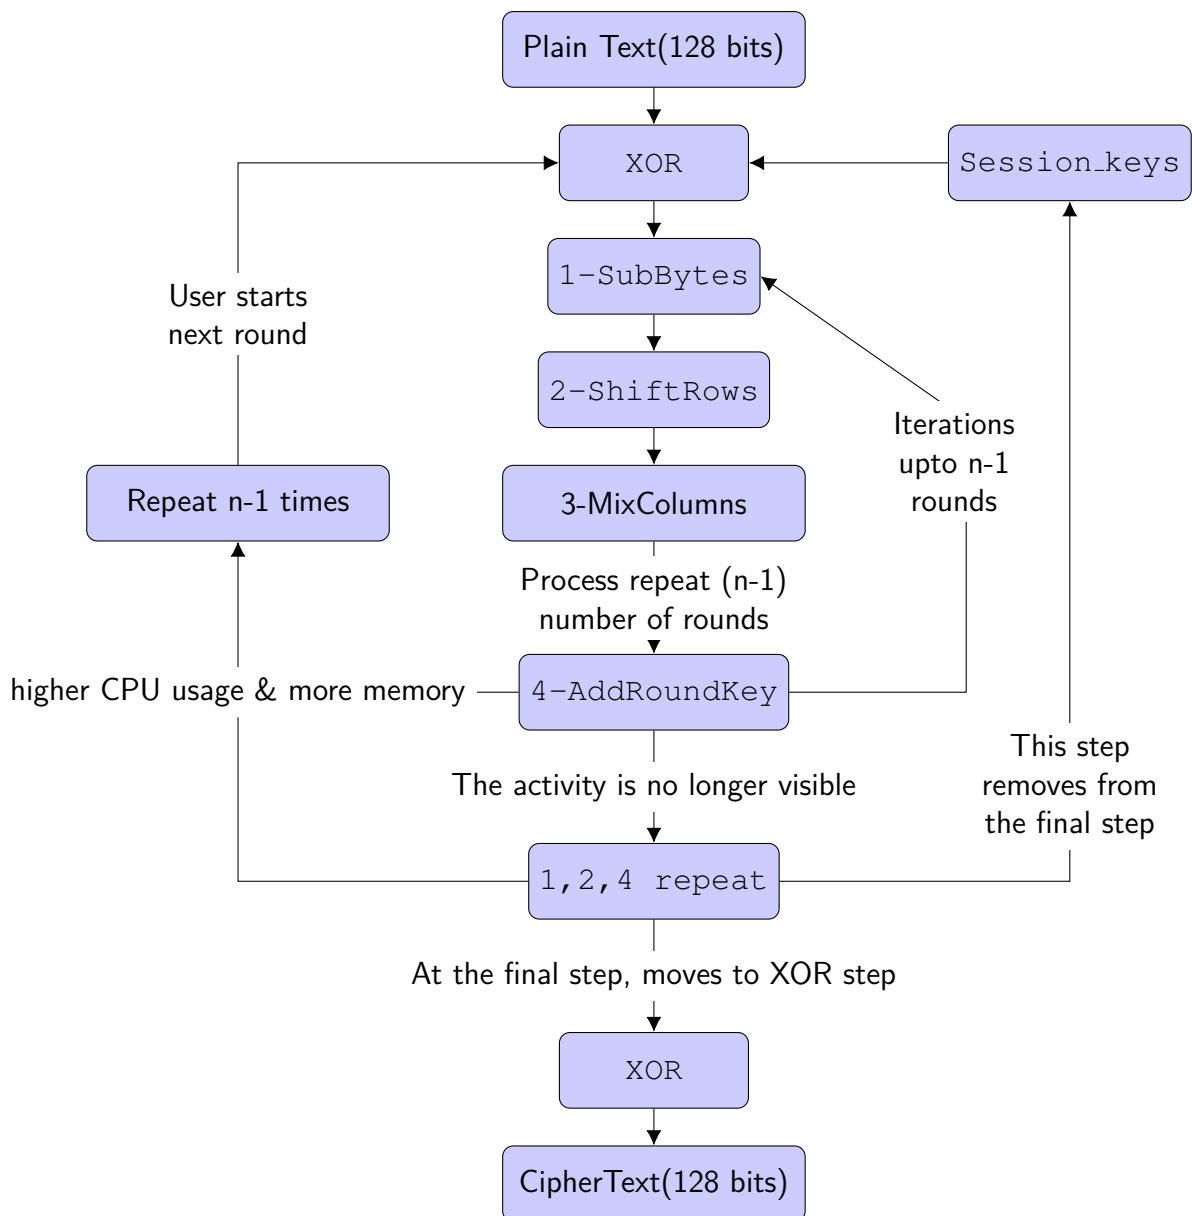 Plain Text(128 bits)
XOR
Session_keys
1-SubBytes
User starts
next round
2-ShiftRows
Iterations
upto n-1
rounds
Repeat n-1 times
3-MixColumns
Process repeat (n-1)
number of rounds
higher CPU usage & more memory
4-AddRoundKey
This step
removes from
the final step
The activity is no longer visible
1,2,4 repeat
At the final step, moves to XOR step
XOR
CipherText(128 bits)